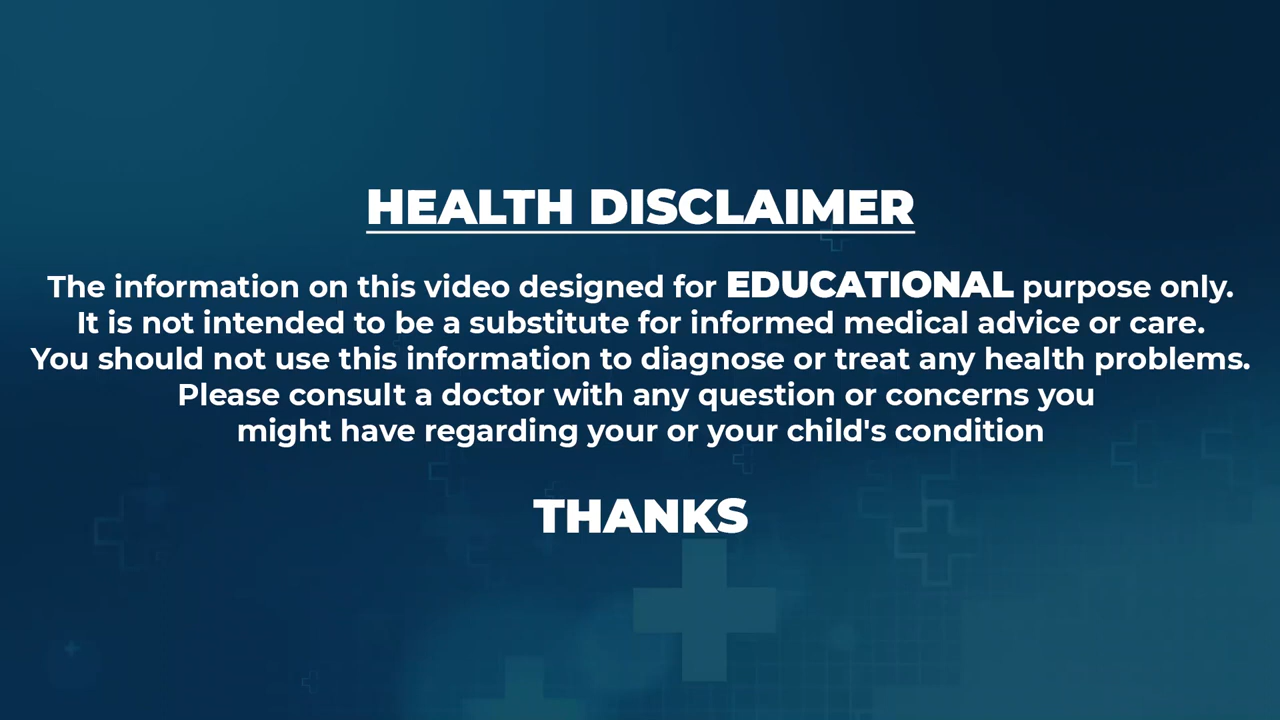 HEALTH DISCLAIMER
The information on this video designed for EDUCATIONAL purpose only.
It is not intended to be a substitute for informed medical advice or care.
You should not use this information to diagnose or treat any health problems.
Please consult a doctor with any question or concerns you
might have regarding your or your child's condition
THANKS